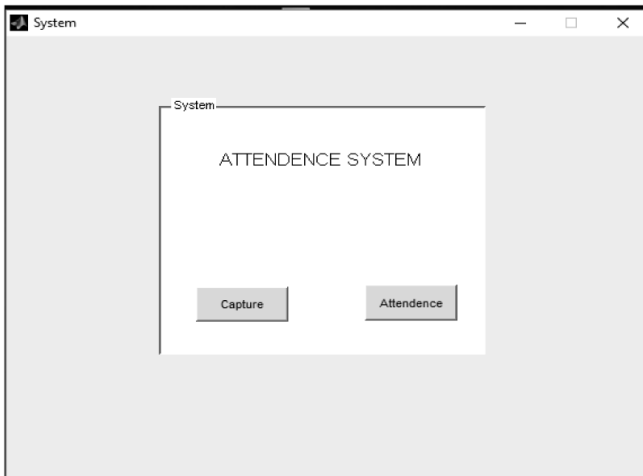 System
System
ATTENDENCE SYSTEM
Capture
Attendence